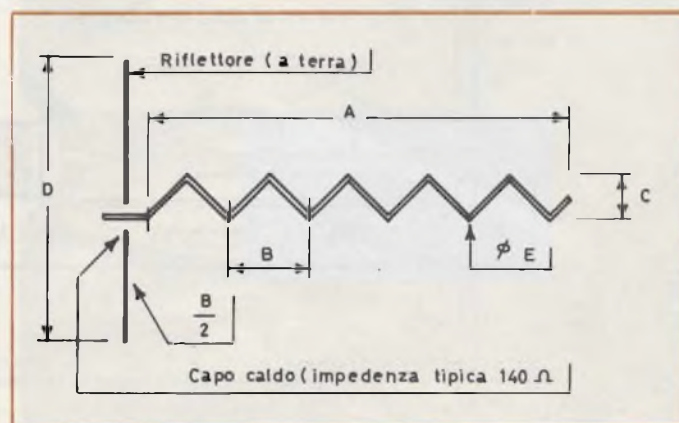 Riflettore ( a terra)
A
D
C
B
ϕ E
B
2
Capo caldo (impedenza tipica 140 Ω